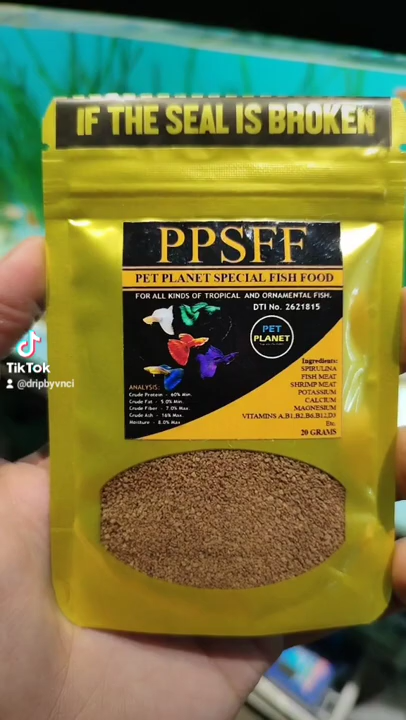 IF THE SEAL IS BROKEN
PPSFF
PET PLANET SPECIAL FISH FOOD
FOR ALL KINDS OF TROPICAL AND ORNAMENTAL FISH.
DTI No. 2621815
PET
PLANET
Ingredients:
SPIRULINA
FISH MEAT
SHRIMP MEAT
POTASSIUM
CALCIUM
MAGNESIUM
VITAMINS A,B1,B2,B6,B12,D3
Etc.
20 GRAMS
ANALYSIS:
Crude Protein - 60% Min.
Crude Fat - 5.0% Min.
Crude Fiber - 7.0% Max.
Crude Ash - 16% Max.
Moisture - 8.0% Max.
TikTok
@dripbyvnci